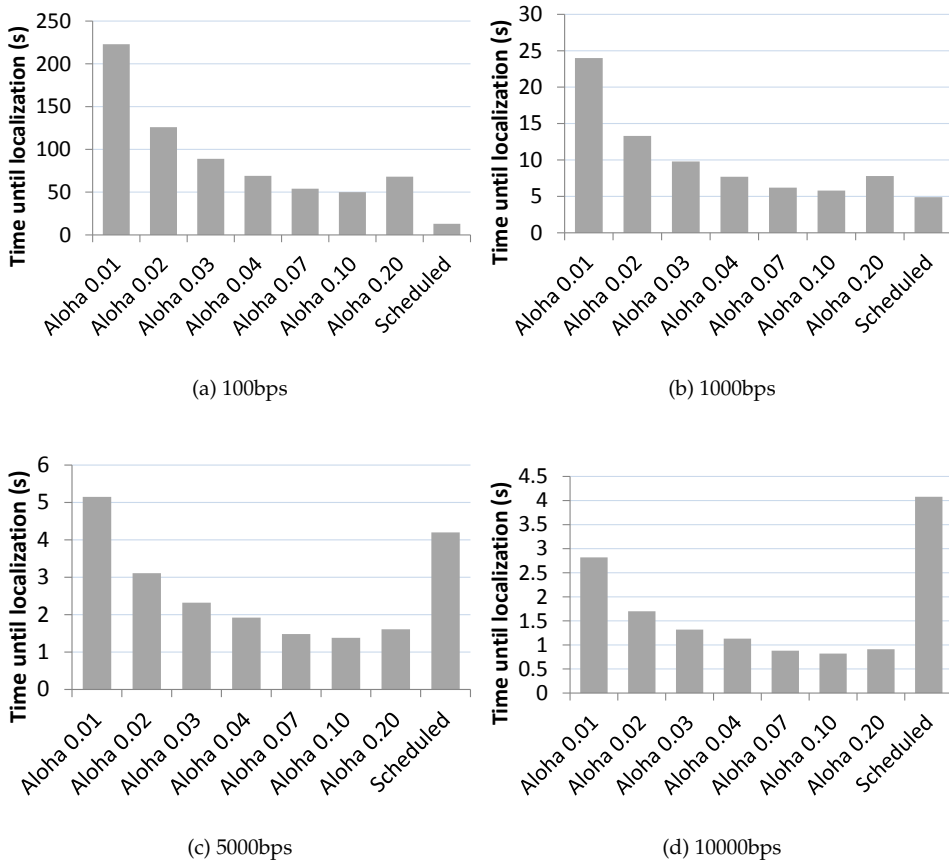 Time until localization (s)
250
200
150
100
50
0
Aloha 0.01
Aloha 0.02
Aloha 0.03
Aloha 0.04
Aloha 0.07
Aloha 0.10
Aloha 0.20
Scheduled
(a) 100bps
Time until localization (s)
30
25
20
15
10
5
0
Aloha 0.01
Aloha 0.02
Aloha 0.03
Aloha 0.04
Aloha 0.07
Aloha 0.10
Aloha 0.20
Scheduled
(b) 1000bps
Time until localization (s)
6
5
4
3
2
1
0
Aloha 0.01
Aloha 0.02
Aloha 0.03
Aloha 0.04
Aloha 0.07
Aloha 0.10
Aloha 0.20
Scheduled
(c) 5000bps
Time until localization (s)
4.5
4
3.5
3
2.5
2
1.5
1
0.5
0
Aloha 0.01
Aloha 0.02
Aloha 0.03
Aloha 0.04
Aloha 0.07
Aloha 0.10
Aloha 0.20
Scheduled
(d) 10000bps